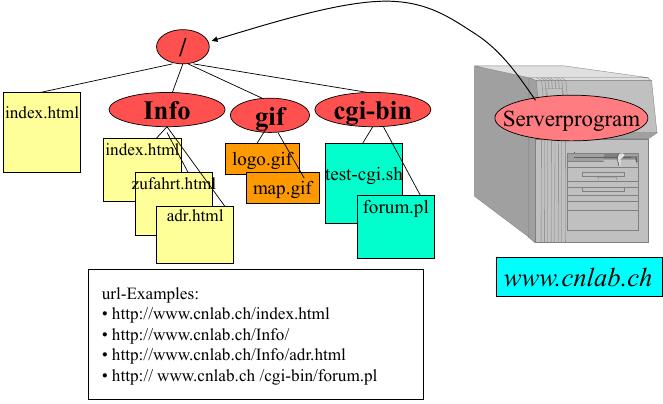 /
index.html
Info
gif
cgi-bin
Serverprogram
index.html
zufahrt.html
adr.html
logo.gif
map.gif
test-cgi.sh
forum.pl
www.cnlab.ch
url-Examples:
• http://www.cnlab.ch/index.html
• http://www.cnlab.ch/Info/
• http://www.cnlab.ch/Info/adr.html
• http:// www.cnlab.ch /cgi-bin/forum.pl